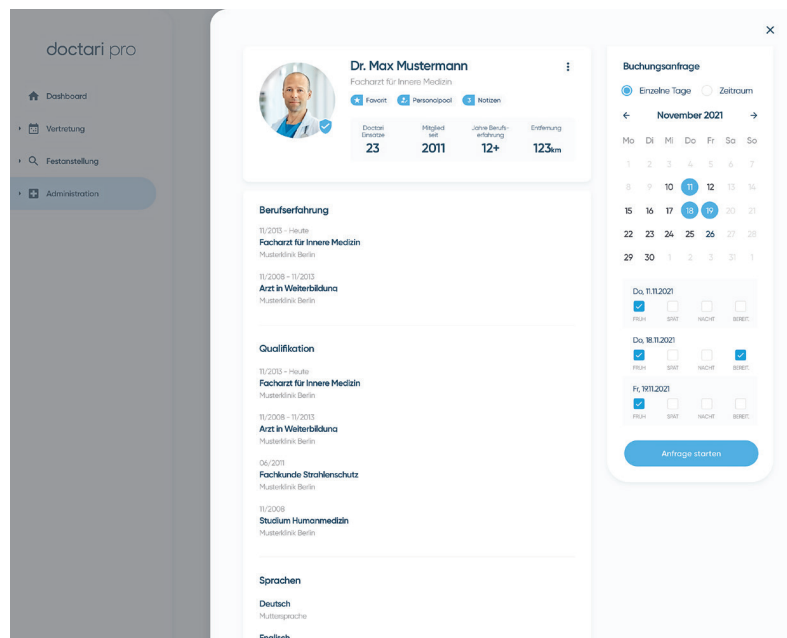 doctari pro
Dashboard
Vertretung
Festanstellung
Administration
Dr. Max Mustermann
Facharzt für Innere Medizin
Favorit
Personalpool
3 Notizen
Doctari Einsätze
23
Mitglied seit
2011
Jahre Berufs-erfahrung
12+
Entfernung
123km
Berufserfahrung
11/2013 - Heute
Facharzt für Innere Medizin
Musterklinik Berlin
11/2008 - 11/2013
Arzt in Weiterbildung
Musterklinik Berlin
Qualifikation
11/2013 - Heute
Facharzt für Innere Medizin
Musterklinik Berlin
11/2008 - 11/2013
Arzt in Weiterbildung
Musterklinik Berlin
06/2011
Fachkunde Strahlenschutz
Musterklinik Berlin
11/2008
Studium Humanmedizin
Musterklinik Berlin
Sprachen
Deutsch
Muttersprache
Englisch
Buchungsanfrage
Einzelne Tage
Zeitraum
November 2021
Mo Di Mi Do Fr Sa So
1 2 3 4 5 6 7
8 9 10 11 12 13 14
15 16 17 18 19 20 21
22 23 24 25 26 27 28
29 30 1 2 3 31 1
Do, 11.11.2021
FRÜH SPÄT NACHT BEREIT.
Do, 18.11.2021
FRÜH SPÄT NACHT BEREIT.
Fr, 19.11.2021
FRÜH SPÄT NACHT BEREIT.
Anfrage starten